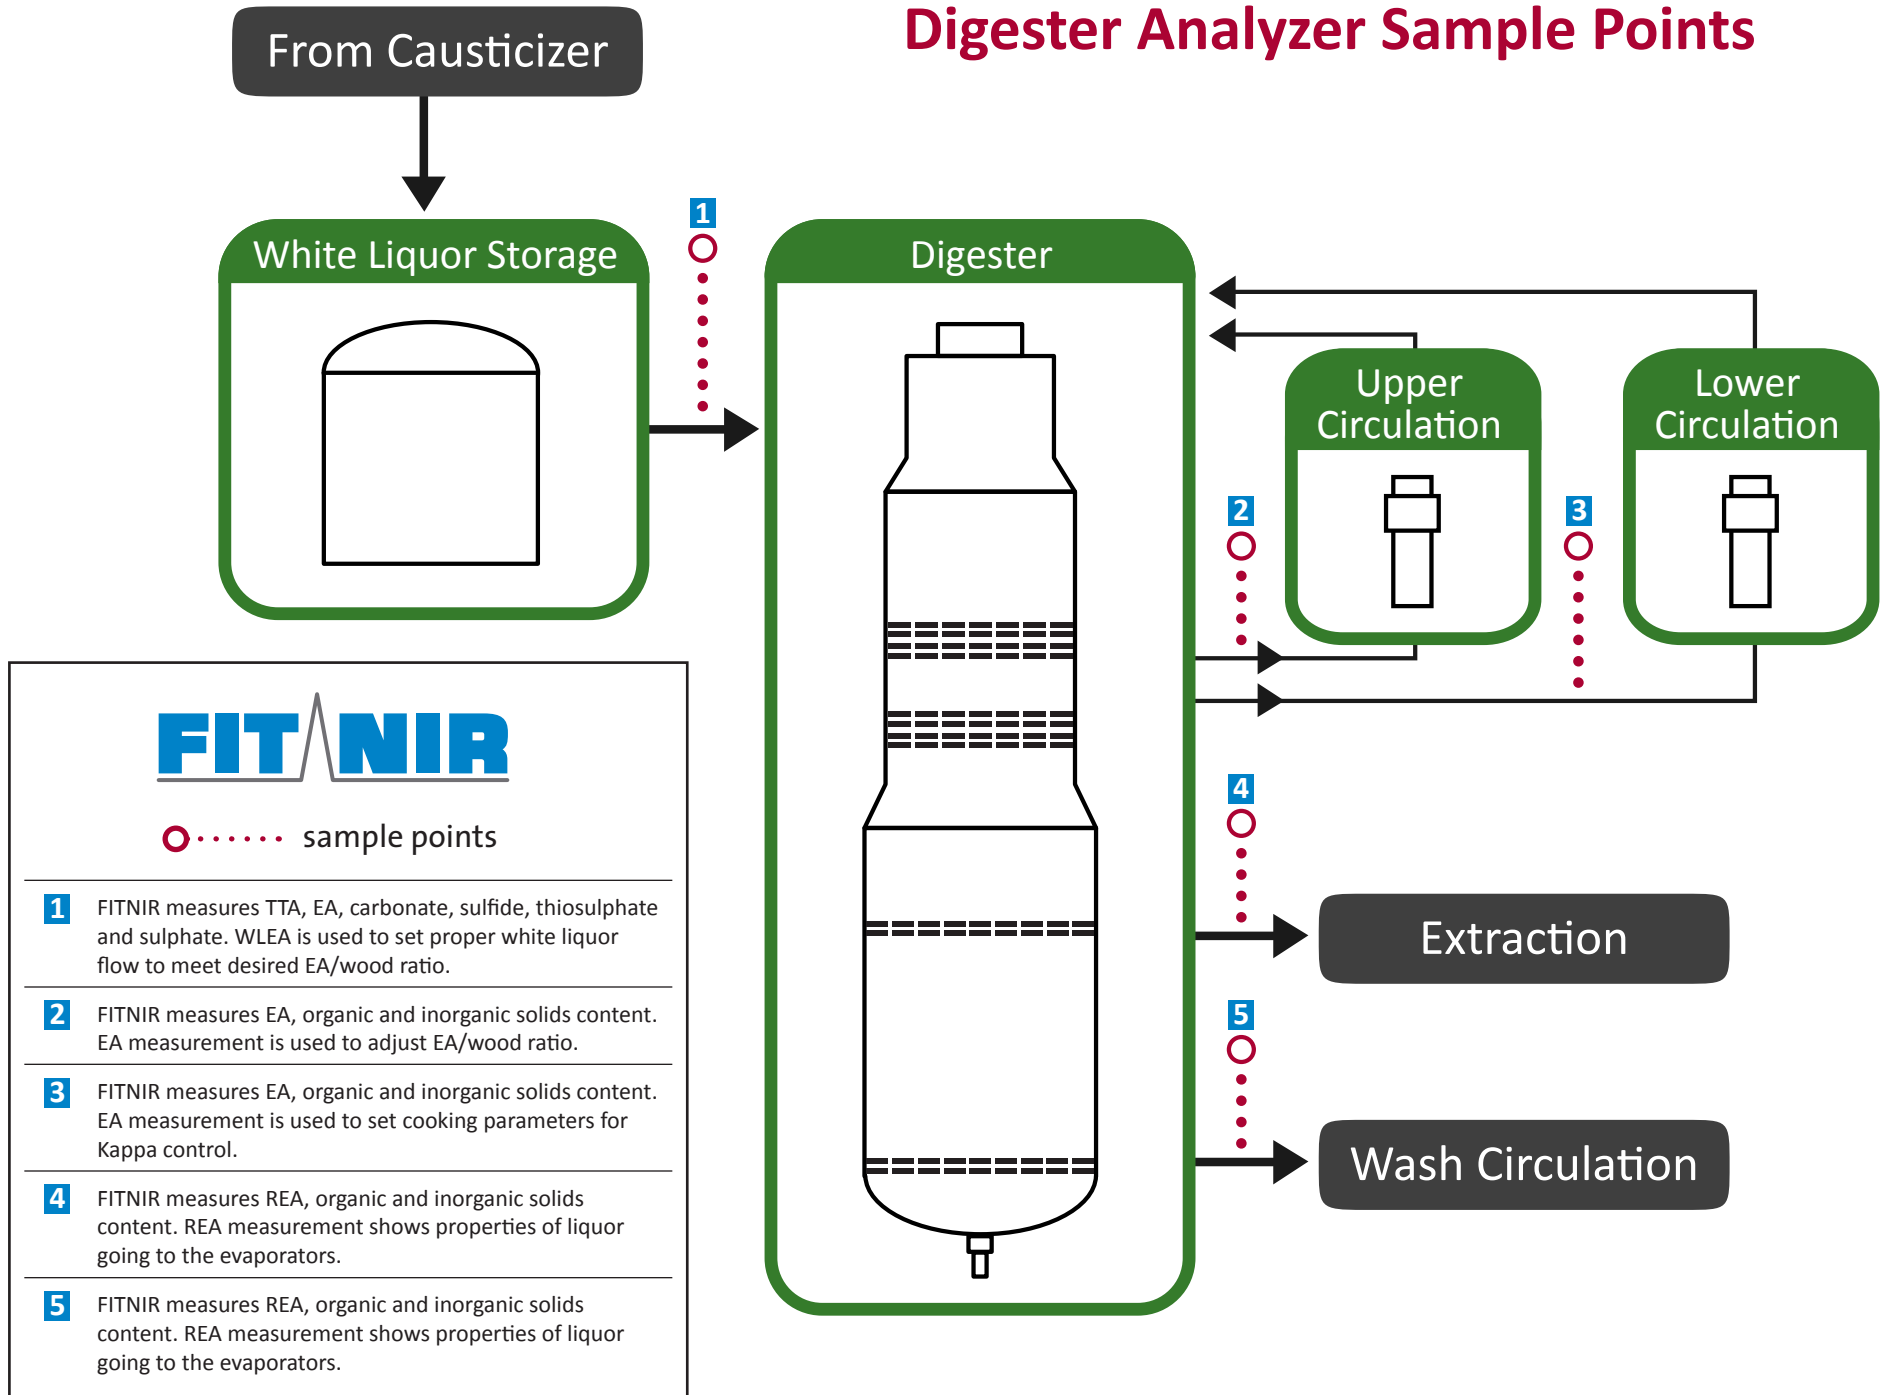 Digester Analyzer Sample Points
From Causticizer
White Liquor Storage
1
Digester
Upper
Circulation
Lower
Circulation
2
3
4
Extraction
5
Wash Circulation
FITNIR
sample points
1 FITNIR measures TTA, EA, carbonate, sulfide, thiosulphate
and sulphate. WLEA is used to set proper white liquor
flow to meet desired EA/wood ratio.
2 FITNIR measures EA, organic and inorganic solids content.
EA measurement is used to adjust EA/wood ratio.
3 FITNIR measures EA, organic and inorganic solids content.
EA measurement is used to set cooking parameters for
Kappa control.
4 FITNIR measures REA, organic and inorganic solids
content. REA measurement shows properties of liquor
going to the evaporators.
5 FITNIR measures REA, organic and inorganic solids
content. REA measurement shows properties of liquor
going to the evaporators.